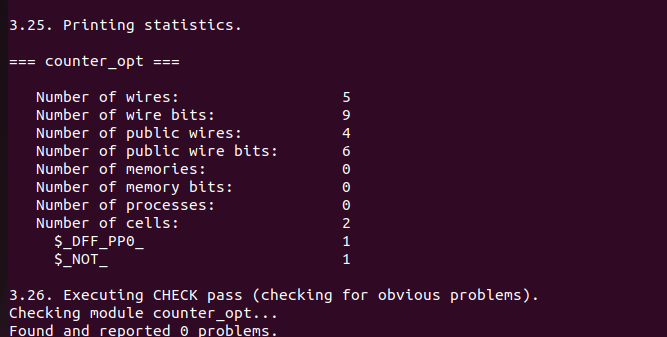 3.25. Printing statistics.
=== counter_opt ===
Number of wires: 5
Number of wire bits: 9
Number of public wires: 4
Number of public wire bits: 6
Number of memories: 0
Number of memory bits: 0
Number of processes: 0
Number of cells: 2
$_DFF_PP0_ 1
$_NOT_ 1
3.26. Executing CHECK pass (checking for obvious problems).
Checking module counter_opt...
Found and reported 0 problems.